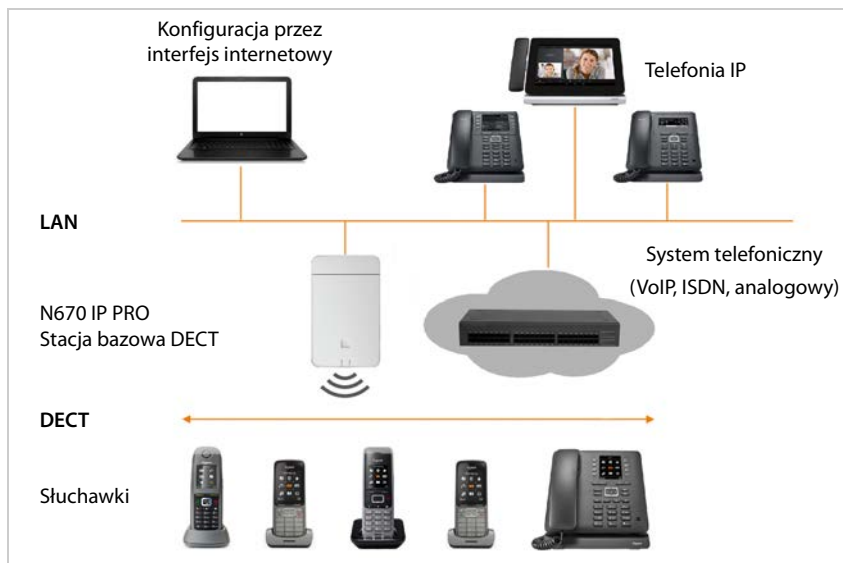 Konfiguracja przez
interfejs internetowy
Telefonia IP
LAN
System telefoniczny
(VoIP, ISDN, analogowy)
N670 IP PRO
Stacja bazowa DECT
DECT
Słuchawki